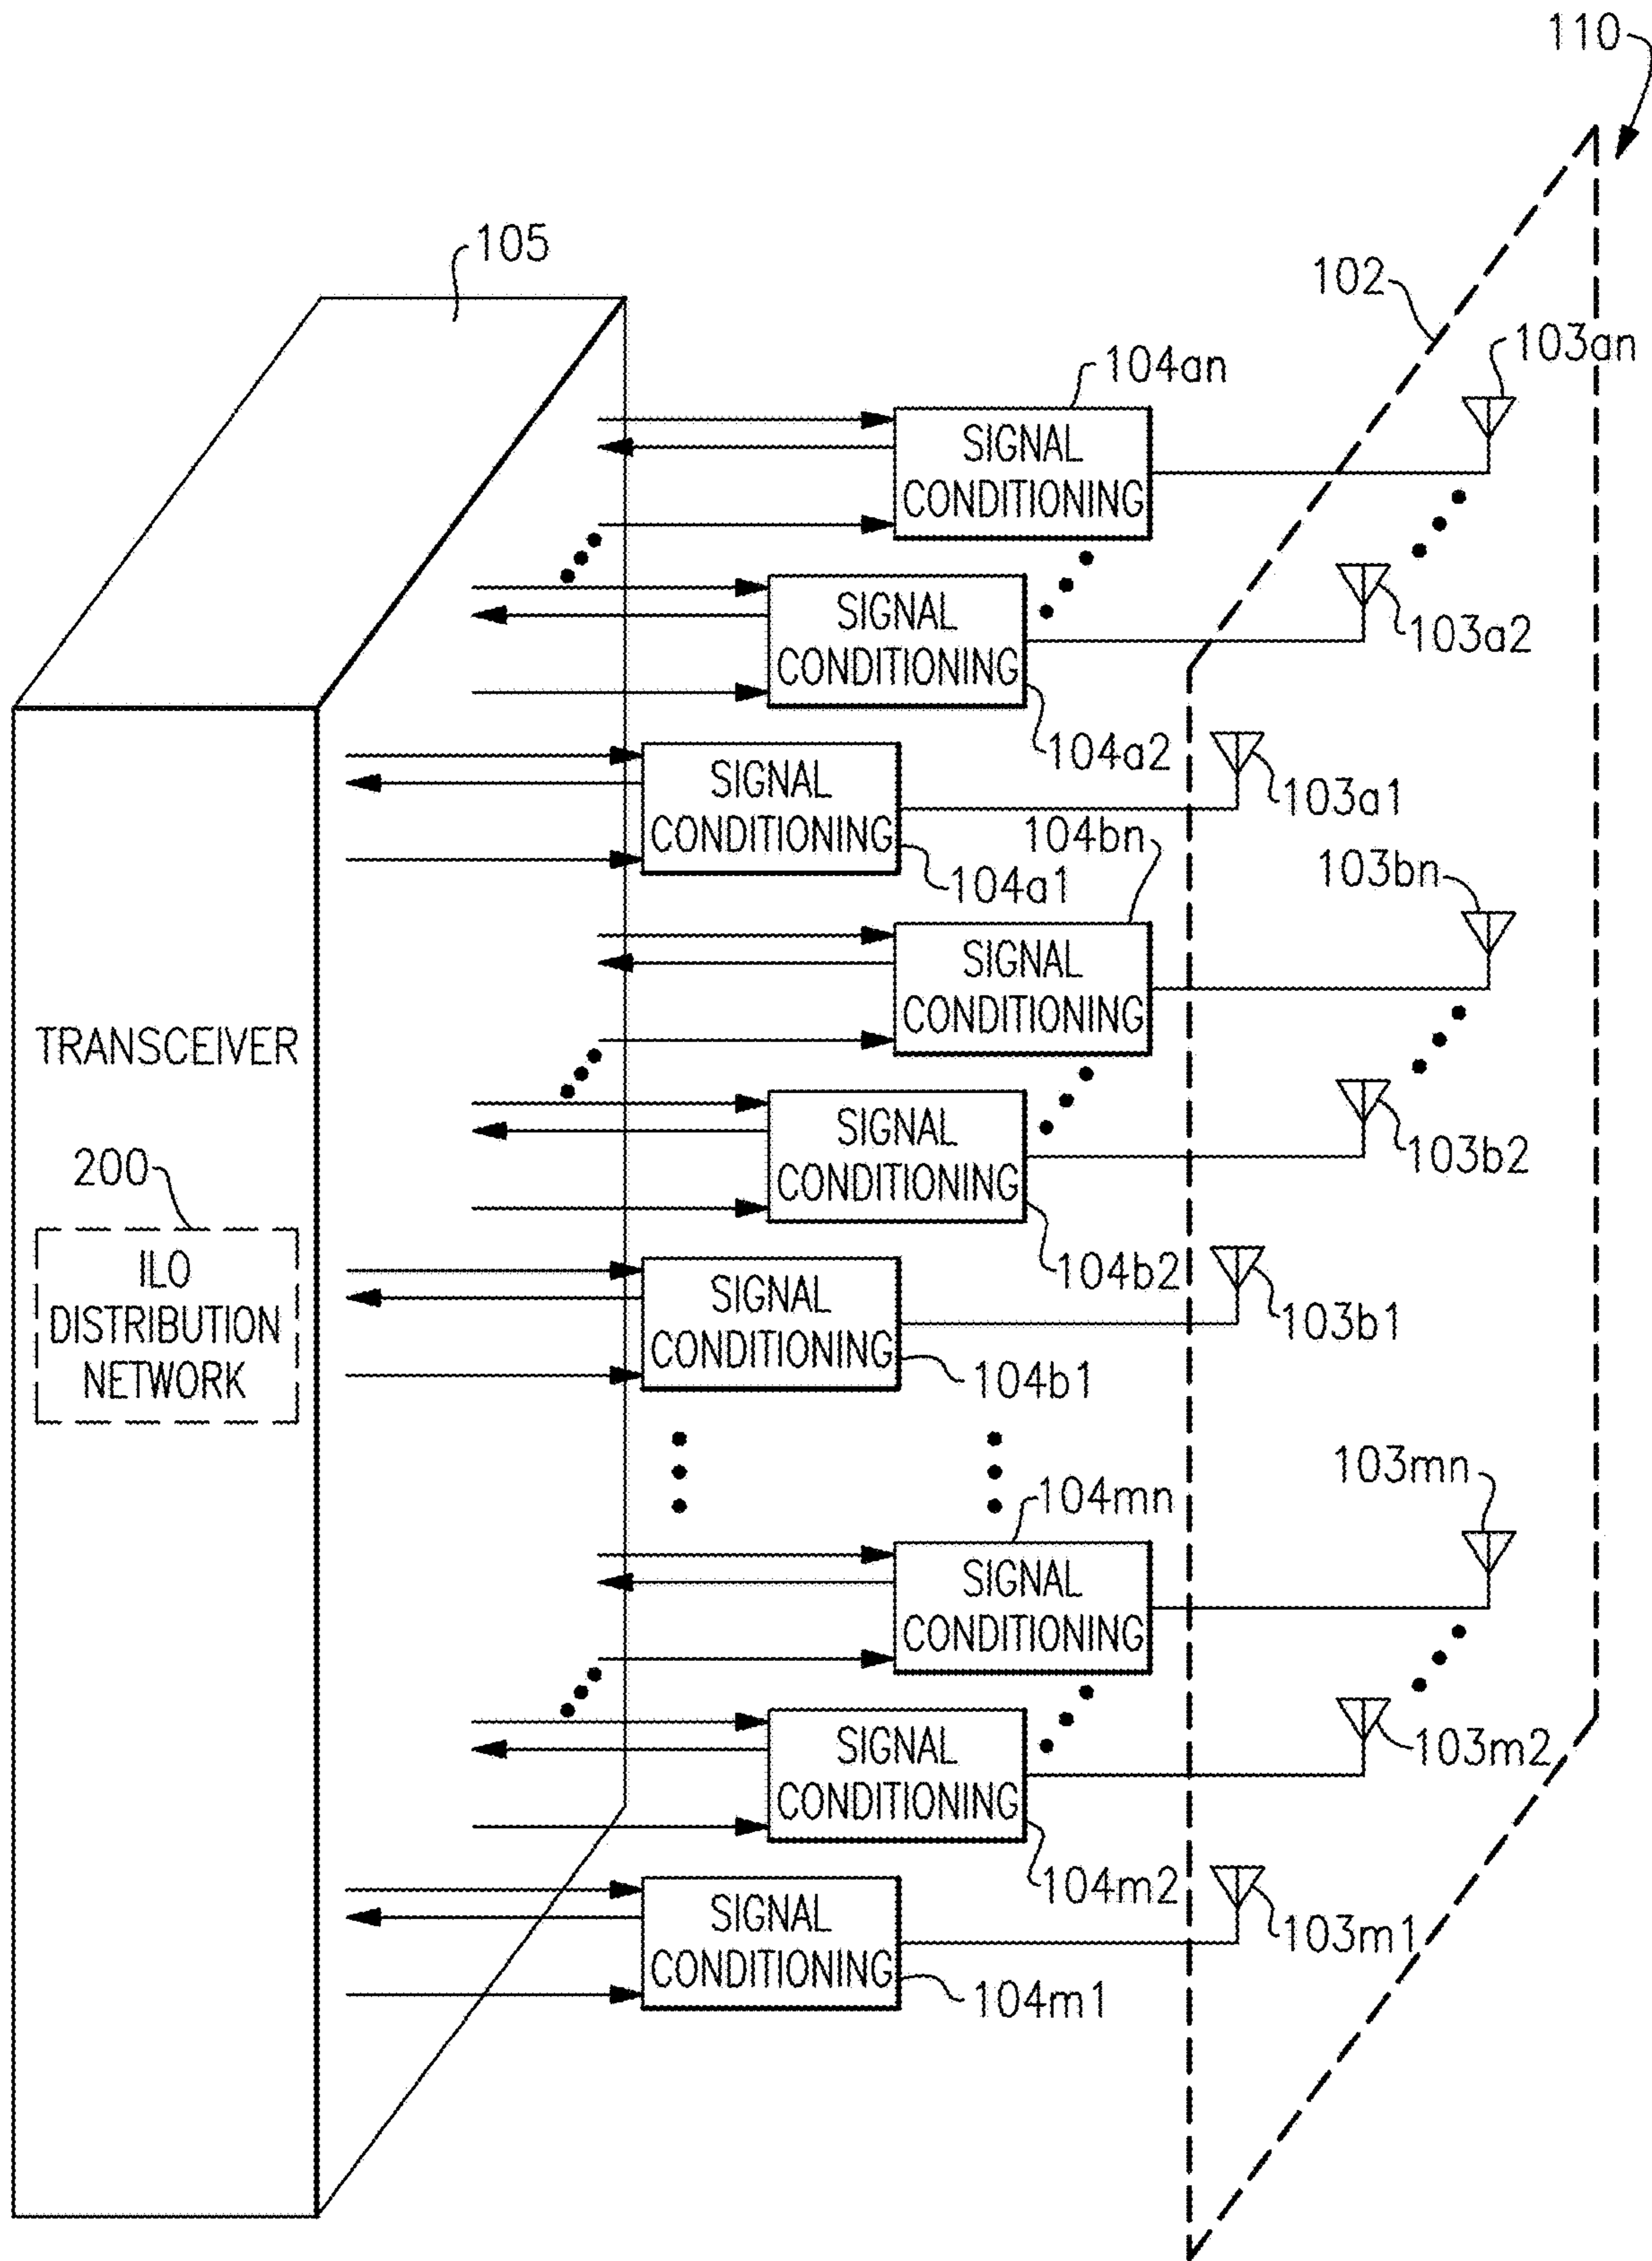 110
105
102
103an
104an
SIGNAL
CONDITIONING
SIGNAL
CONDITIONING
103a2
104a2
SIGNAL
CONDITIONING
103a1
104bn
104a1
103bn
SIGNAL
CONDITIONING
TRANSCEIVER
SIGNAL
CONDITIONING
103b2
200
ILO
DISTRIBUTION
NETWORK
104b2
SIGNAL
CONDITIONING
103b1
104b1
103mn
104mn
SIGNAL
CONDITIONING
SIGNAL
CONDITIONING
103m2
104m2
SIGNAL
CONDITIONING
103m1
104m1